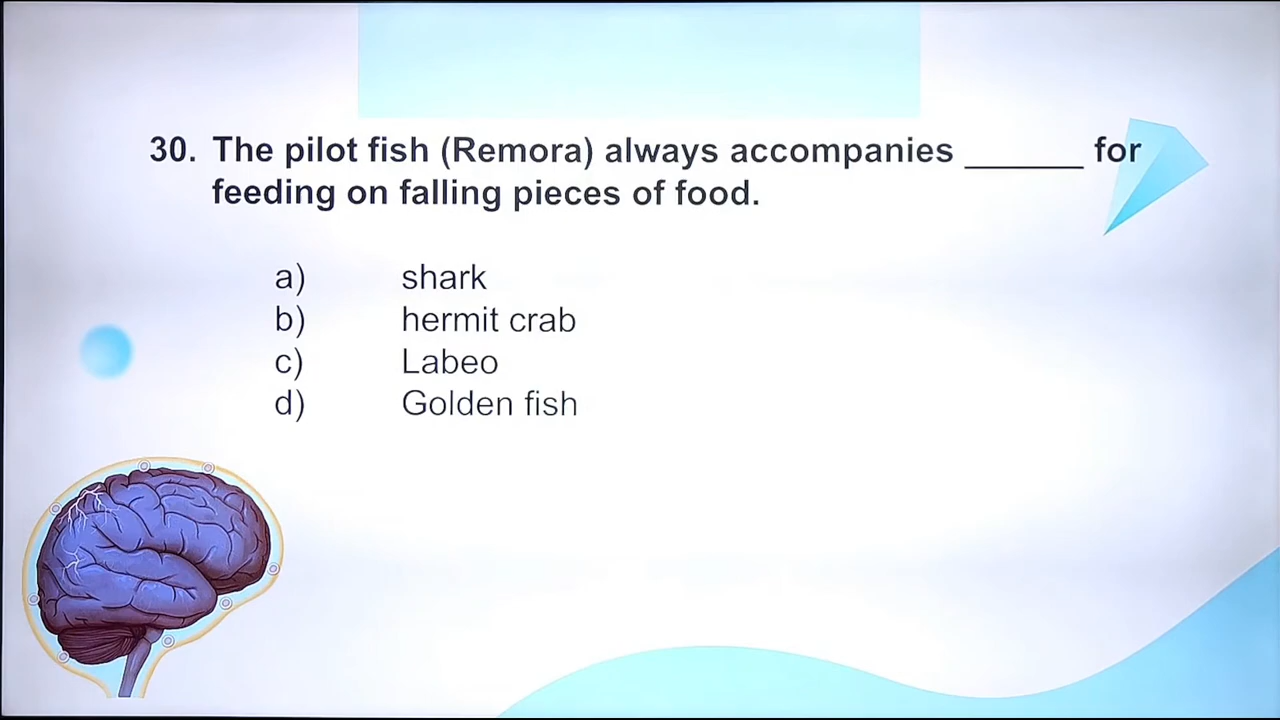 30. The pilot fish (Remora) always accompanies ______ for
feeding on falling pieces of food.
a) shark
b) hermit crab
c) Labeo
d) Golden fish